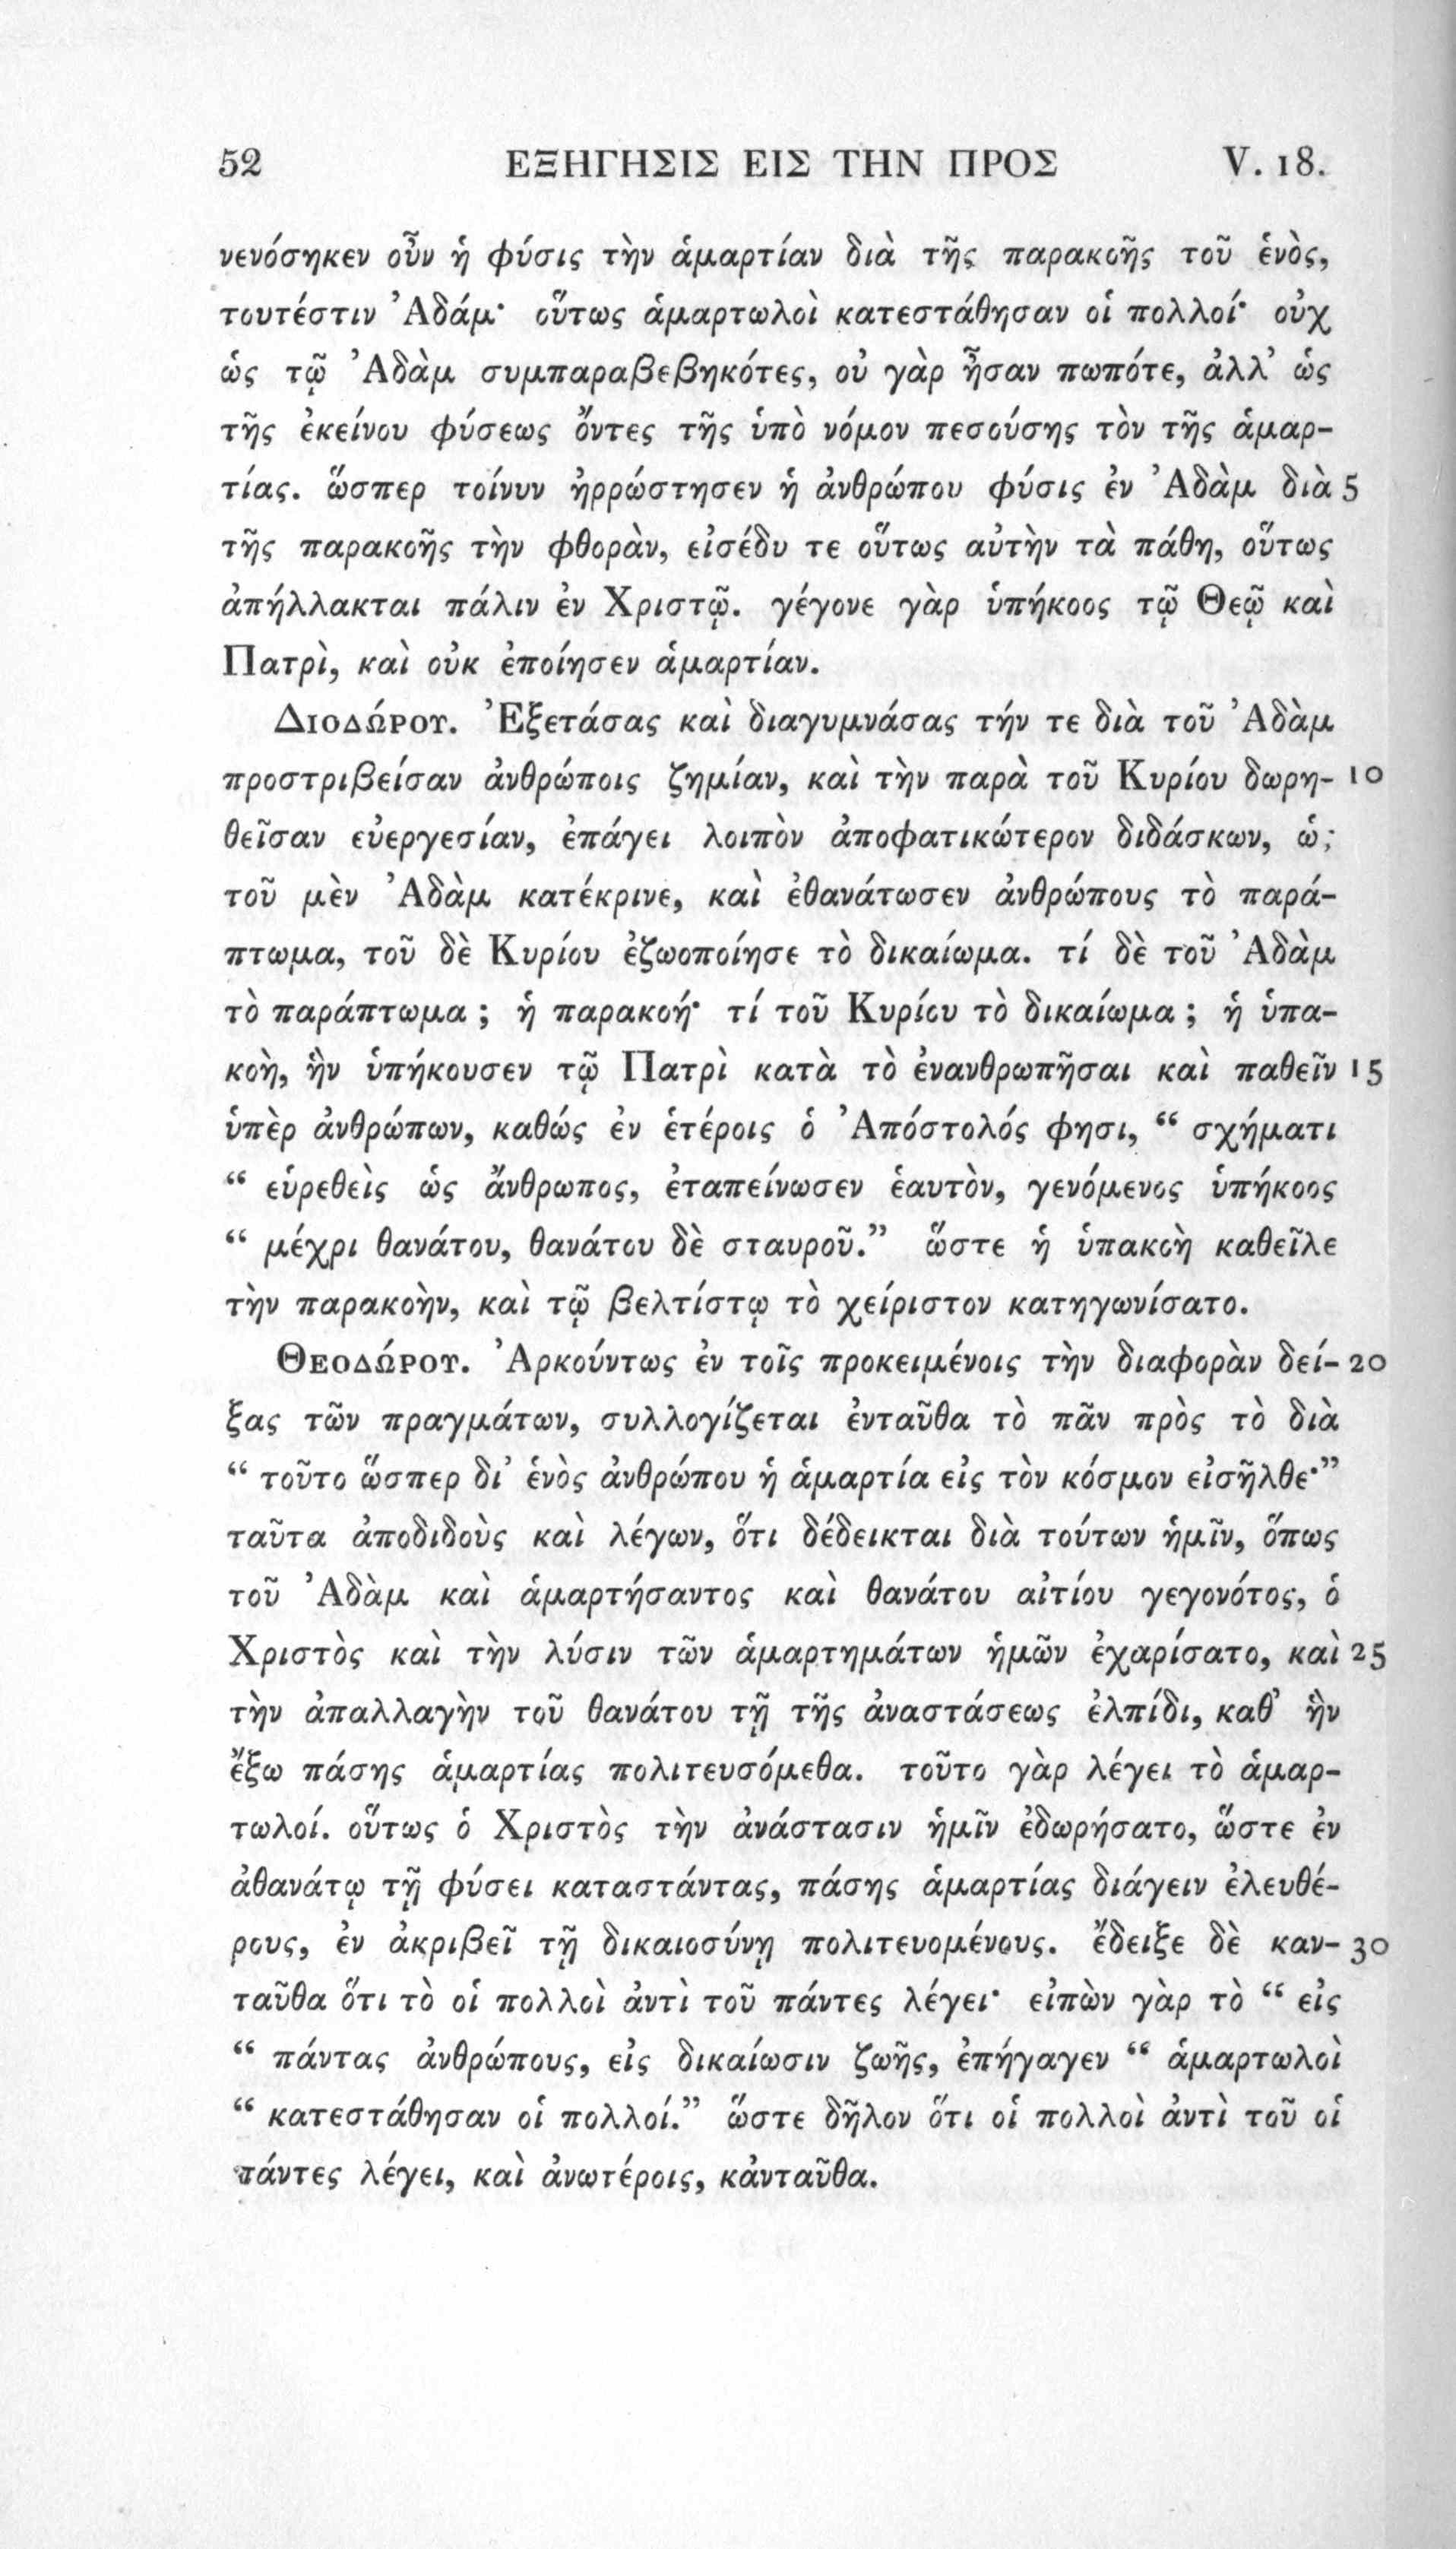 52 ΕΞΗΓΗΣΙΣ ΕΙΣ ΤΗΝ ΠΡΟΣ V. 18.
νενόσηκεν οὖν ἡ φύσις τὴν ἁμαρτίαν διὰ τῆς παρακοῆς τοῦ ἑνὸς,
τουτέστιν Ἀδάμ· οὕτως ἁμαρτωλοὶ κατεστάθησαν οἱ πολλοί· οὐχ
ὡς τῷ Ἀδὰμ συμπαραβεβηκότες, οὐ γὰρ ἦσαν πωπότε, ἀλλ’ ὡς
τῆς ἐκείνου φύσεως ὄντες τῆς ὑπὸ νόμον πεσούσης τὸν τῆς ἁμαρ-
τίας. ὥσπερ τοίνυν ἠρρώστησεν ἡ ἀνθρώπου φύσις ἐν Ἀδὰμ διὰ 5
τῆς παρακοῆς τὴν φθορὰν, εἰσέδυ τε οὕτως αὐτὴν τὰ πάθη, οὕτως
ἀπήλλακται πάλιν ἐν Χριστῷ. γέγονε γὰρ ὑπήκοος τῷ Θεῷ καὶ
Πατρὶ, καὶ οὐκ ἐποίησεν ἁμαρτίαν.
ΔΙΟΔΏΡΟΥ. Ἐξετάσας καὶ διαγυμνάσας τήν τε διὰ τοῦ Ἀδὰμ
προστριβείσαν ἀνθρώποις ζημίαν, καὶ τὴν παρὰ τοῦ Κυρίου δωρη- 10
θεῖσαν εὐεργεσίαν, ἐπάγει λοιπὸν ἀποφατικώτερον διδάσκων, ὡς
τοῦ μὲν Ἀδὰμ κατέκρινε, καὶ ἐθανάτωσεν ἀνθρώπους τὸ παρά-
πτωμα, τοῦ δὲ Κυρίου ἐζωοποίησε τὸ δικαίωμα. τί δὲ τοῦ Ἀδὰμ
τὸ παράπτωμα ; ἡ παρακοή· τί τοῦ Κυρίου τὸ δικαίωμα ; ἡ ὑπα-
κοὴ, ἣν ὑπήκουσεν τῷ Πατρὶ κατὰ τὸ ἐνανθρωπῆσαι καὶ παθεῖν 15
ὑπὲρ ἀνθρώπων, καθώς ἐν ἑτέροις ὁ Ἀπόστολός φησι, “ σχήματι
“ εὑρεθεὶς ὡς ἄνθρωπος, ἐταπείνωσεν ἑαυτὸν, γενόμενος ὑπήκοος
“ μέχρι θανάτου, θανάτου δὲ σταυροῦ.” ὥστε ἡ ὑπακοὴ καθεῖλε
τὴν παρακοὴν, καὶ τῷ βελτίστῳ τὸ χείριστον κατηγωνίσατο.
ΘΕΟΔΏΡΟΥ. Ἀρκούντως ἐν τοῖς προκειμένοις τὴν διαφορὰν δεί- 20
ξας τῶν πραγμάτων, συλλογίζεται ἐνταῦθα τὸ πᾶν πρὸς τὸ διὰ
“ τοῦτο ὥσπερ δι’ ἑνὸς ἀνθρώπου ἡ ἁμαρτία εἰς τὸν κόσμον εἰσῆλθε·”
ταῦτα ἀποδιδοὺς καὶ λέγων, ὅτι δέδεικται διὰ τούτων ἡμῖν, ὅπως
τοῦ Ἀδὰμ καὶ ἁμαρτήσαντος καὶ θανάτου αἰτίου γεγονότος, ὁ
Χριστὸς καὶ τὴν λύσιν τῶν ἁμαρτημάτων ἡμῶν ἐχαρίσατο, καὶ 25
τὴν ἀπαλλαγὴν τοῦ θανάτου τῇ τῆς ἀναστάσεως ἐλπίδι, καθ’ ἣν
ἔξω πάσης ἁμαρτίας πολιτευσόμεθα. τοῦτο γὰρ λέγει τὸ ἁμαρ-
τωλοί. οὕτως ὁ Χριστὸς τὴν ἀνάστασιν ἡμῖν ἐδωρήσατο, ὥστε ἐν
ἀθανάτῳ τῇ φύσει καταστάντας, πάσης ἁμαρτίας διάγειν ἐλευθέ-
ρους, ἐν ἀκριβεῖ τῇ δικαιοσύνῃ πολιτευομένους. ἔδειξε δὲ καν- 30
ταῦθα ὅτι τὸ οἱ πολλοὶ ἀντὶ τοῦ πάντες λέγει· εἰπὼν γὰρ τὸ “ εἰς
“ πάντας ἀνθρώπους, εἰς δικαίωσιν ζωῆς, ἐπήγαγεν “ ἁμαρτωλοὶ
“ κατεστάθησαν οἱ πολλοί.” ὥστε δῆλον ὅτι οἱ πολλοὶ ἀντὶ τοῦ οἱ
πάντες λέγει, καὶ ἀνωτέροις, κἀνταῦθα.